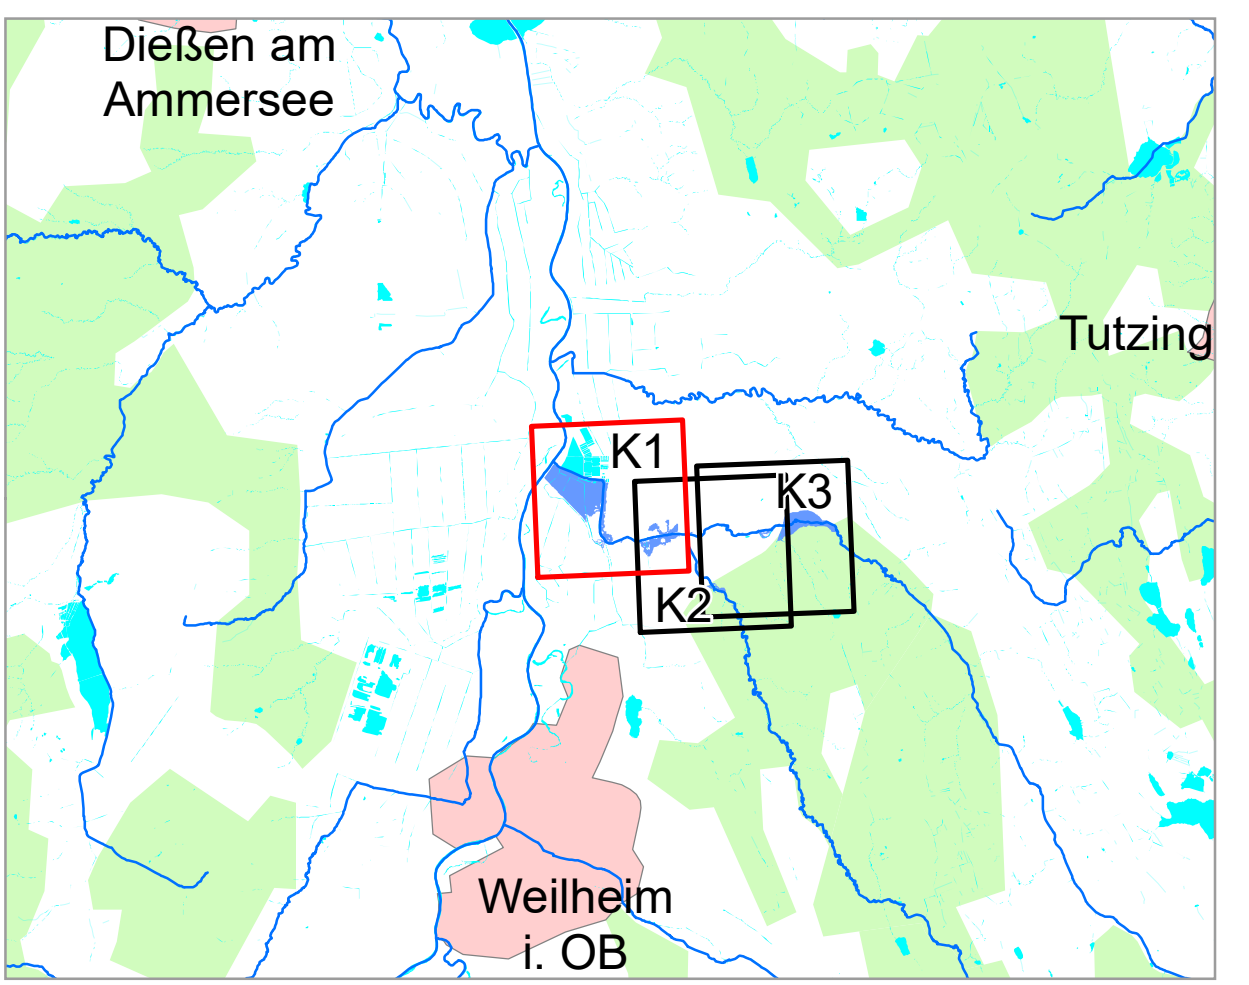 Dießen am
Ammersee
Tutzing
K1
K3
K2
Weilheim
i. OB